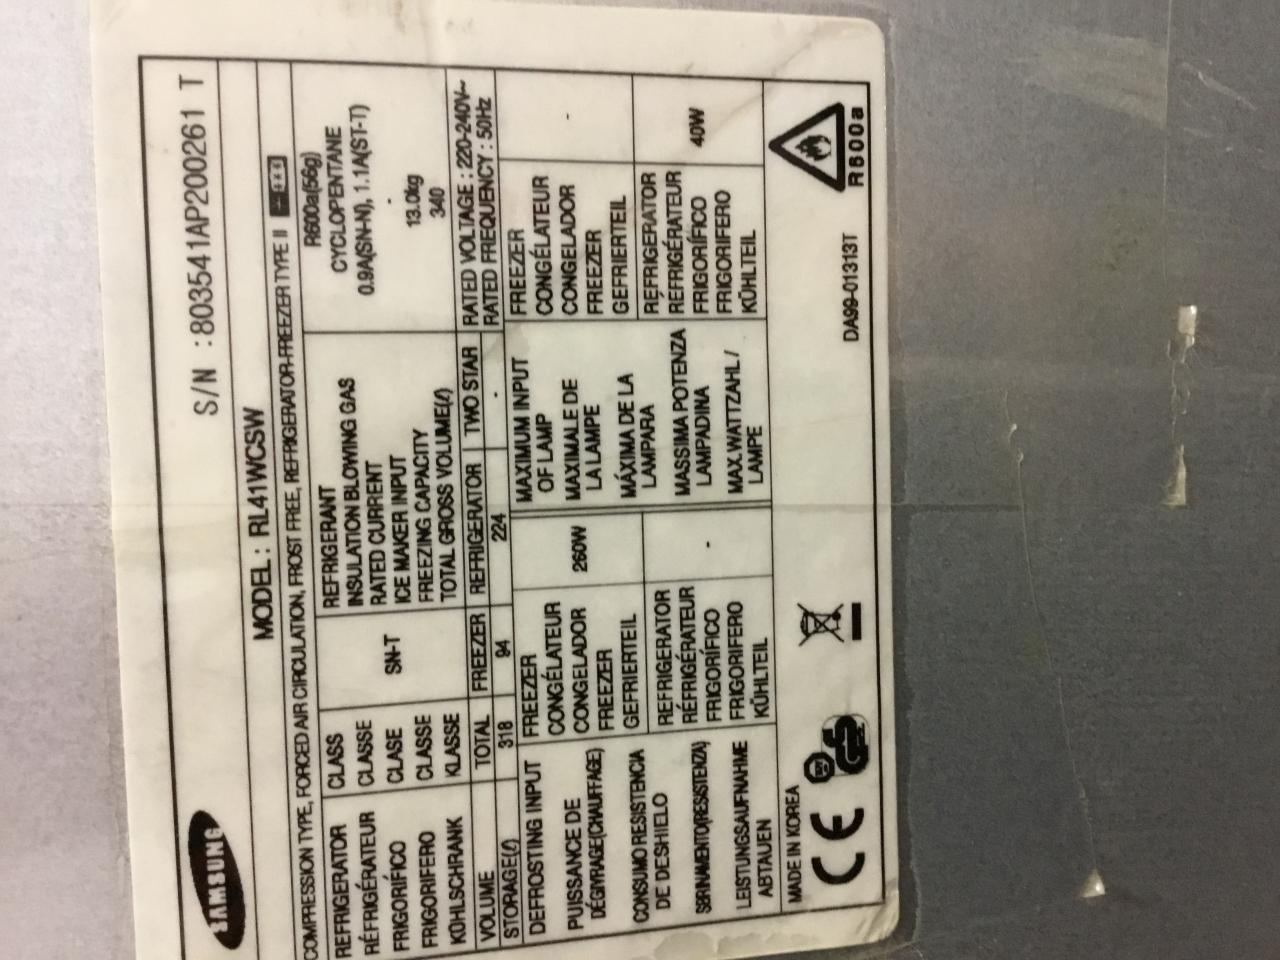 SAMSUNG
S/N :803541AP200261 T
MODEL : RL41WCSW
COMPRESSION TYPE, FORCED AIR CIRCULATION, FROST FREE, REFRIGERATOR-FREEZER TYPE II
REFRIGERATOR CLASS
RÉFRIGÉRATEUR CLASSE
FRIGORÍFICO CLASE
FRIGORIFERO CLASSE
KÜHLSCHRANK KLASSE
SN-T
REFRIGERANT R600a(56g)
INSULATION BLOWING GAS CYCLOPENTANE
RATED CURRENT 0.9A(SN-N), 1.1A(ST-T)
ICE MAKER INPUT -
FREEZING CAPACITY 13.0kg
TOTAL GROSS VOLUME(ℓ) 340
VOLUME TOTAL FREEZER REFRIGERATOR TWO STAR RATED VOLTAGE : 220-240V~
STORAGE(ℓ) 318 94 224 - RATED FREQUENCY : 50Hz
DEFROSTING INPUT
PUISSANCE DE
DÉGIVRAGE(CHAUFFAGE)
CONSUMO RESISTENCIA
DE DESHIELO
SBRINAMENTO(RESISTENZA)
LEISTUNGSAUFNAHME
ABTAUEN
FREEZER
CONGÉLATEUR
CONGELADOR
FREEZER
GEFRIERTEIL
260W
REFRIGERATOR
RÉFRIGÉRATEUR
FRIGORÍFICO
FRIGORIFERO
KÜHLTEIL
-
MAXIMUM INPUT
OF LAMP
MAXIMALE DE
LA LAMPE
MÁXIMA DE LA
LAMPARA
MASSIMA POTENZA
LAMPADINA
MAX. WATTZAHL /
LAMPE
FREEZER
CONGÉLATEUR
CONGELADOR
FREEZER
GEFRIERTEIL
-
REFRIGERATOR
RÉFRIGÉRATEUR
FRIGORÍFICO
FRIGORIFERO
KÜHLTEIL
40W
MADE IN KOREA
CE
DA99-01313T
R600a